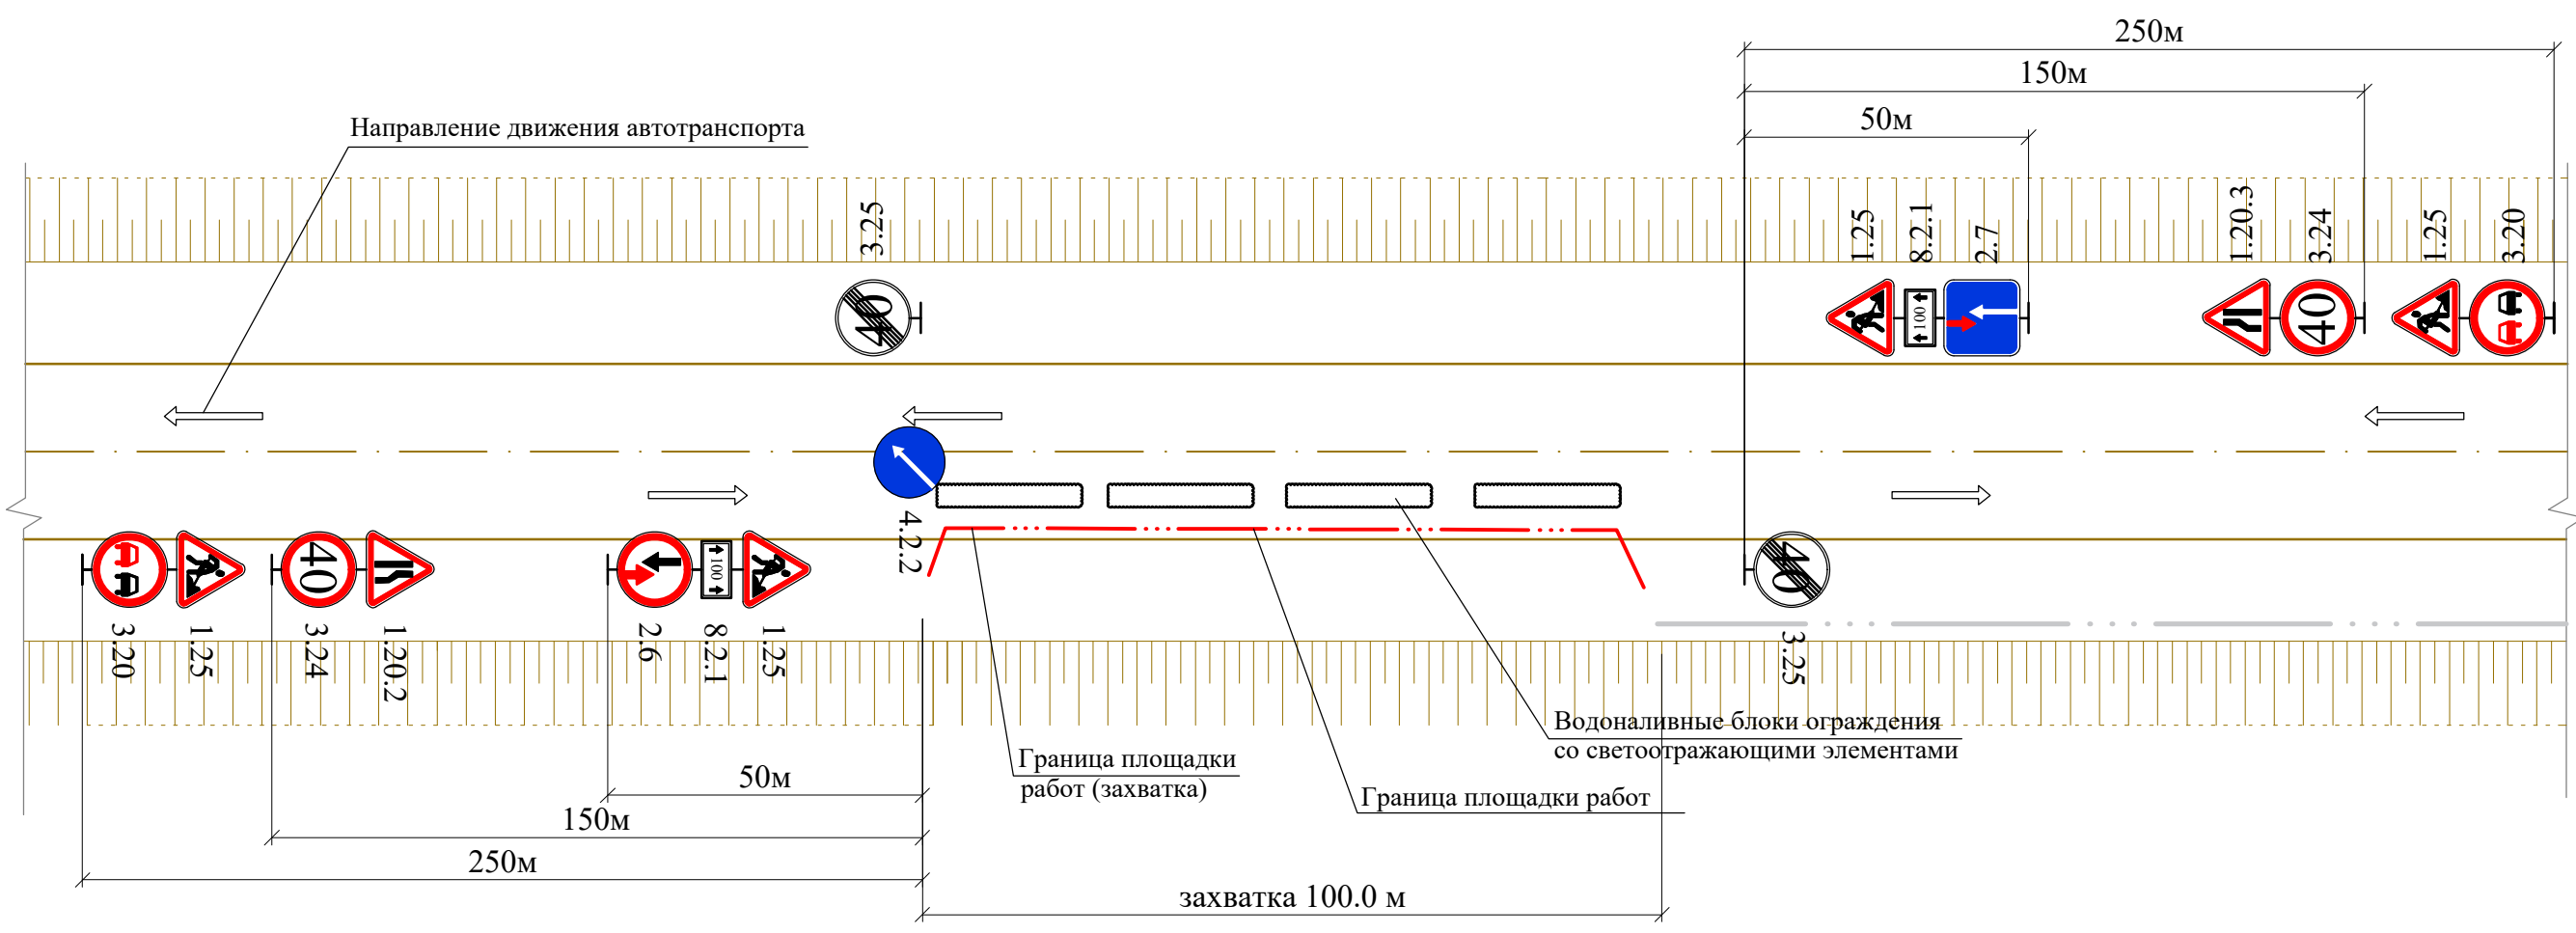 250м
150м
50м
Направление движения автотранспорта
3.25
1.25
8.2.1
2.7
1.20.3
3.24
1.25
3.20
40
100
40
4.2.2
40
100
40
3.20
1.25
3.24
1.20.2
2.6
8.2.1
1.25
3.25
Водоналивные блоки ограждения
со светоотражающими элементами
Граница площадки
работ (захватка)
Граница площадки работ
50м
150м
250м
захватка 100.0 м